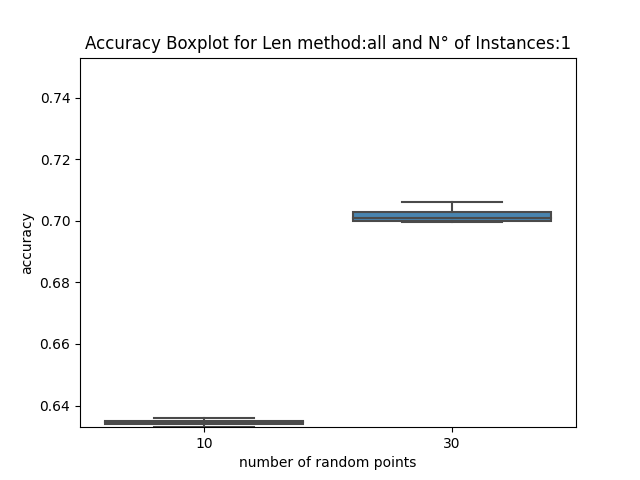 Accuracy Boxplot for Len method:all and N° of Instances:1
0.74
0.72
0.70
0.68
0.66
0.64
accuracy
10 30
number of random points